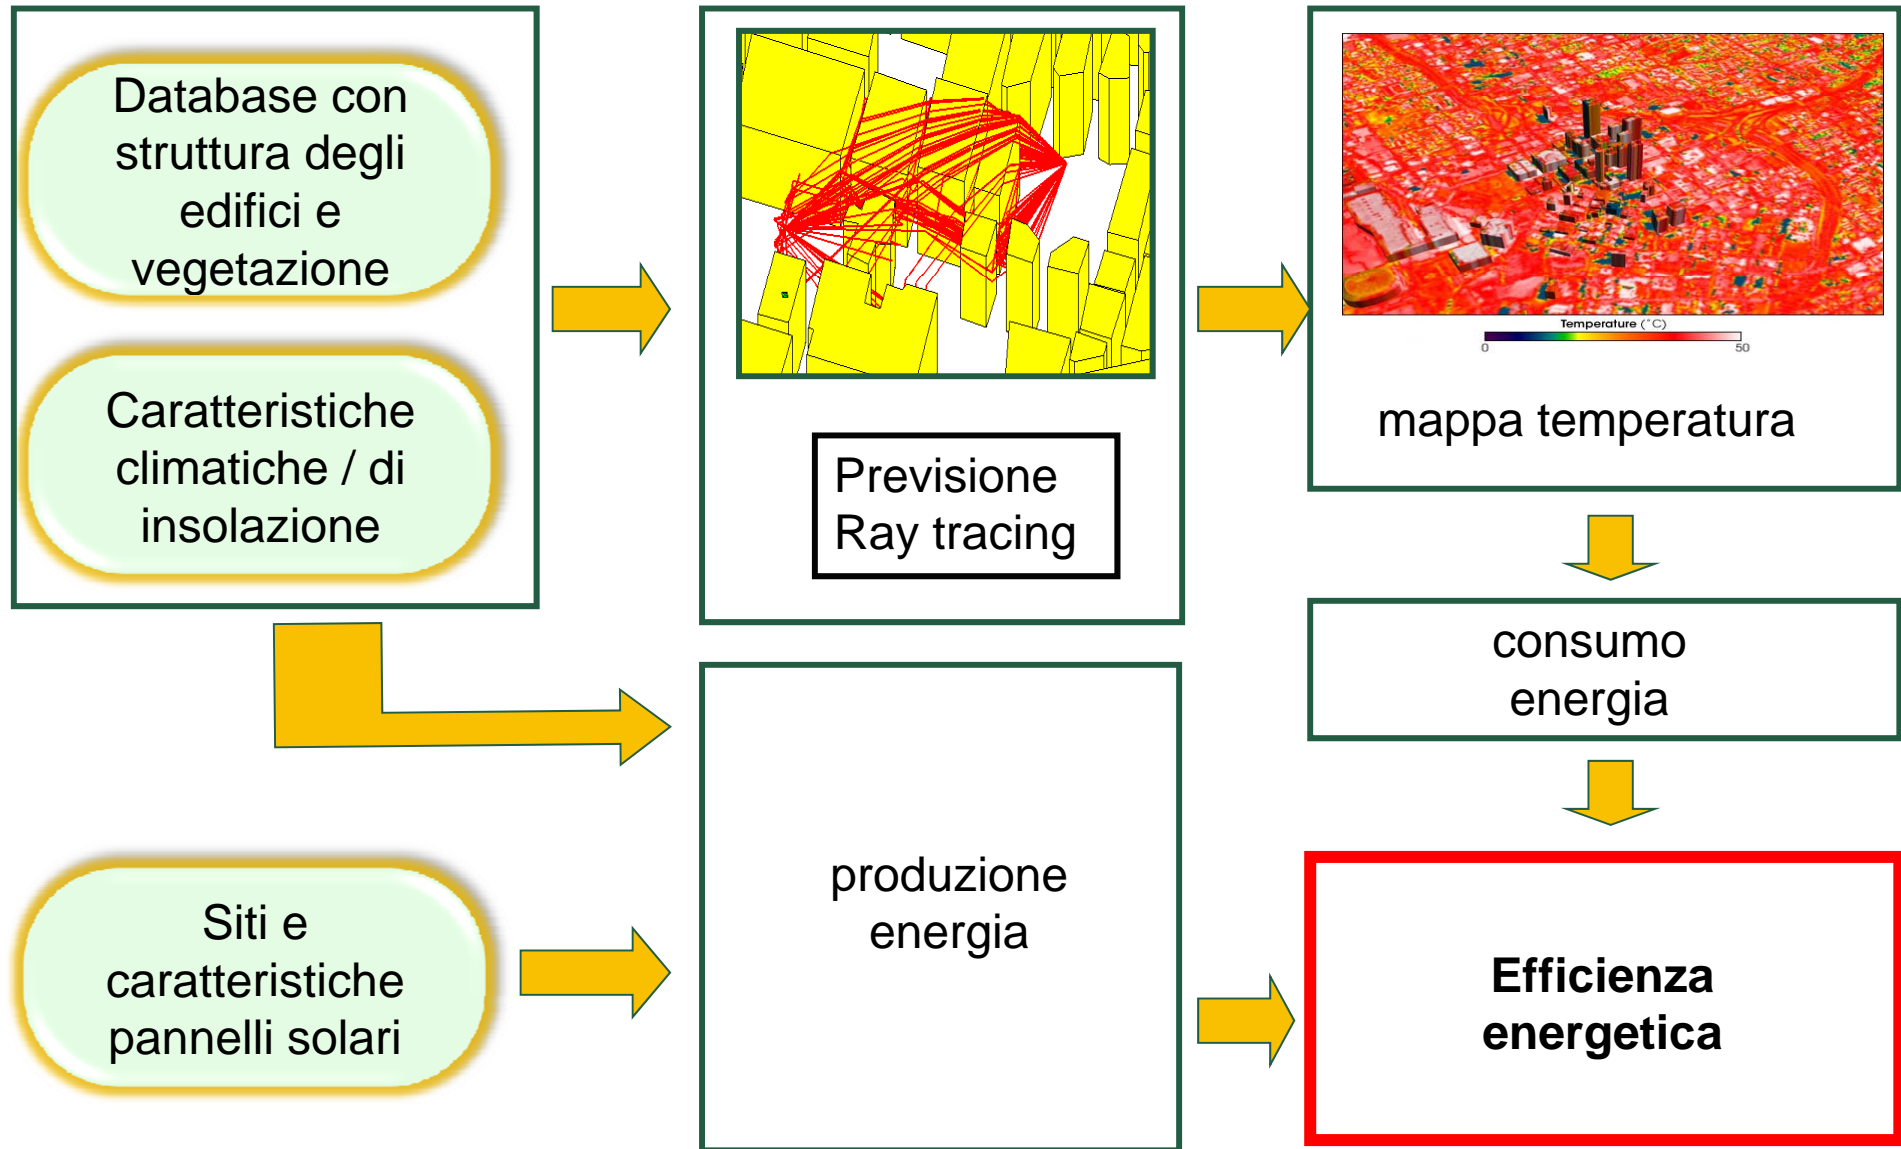 Database con
struttura degli
edifici e
vegetazione
Caratteristiche
climatiche / di
insolazione
Previsione
Ray tracing
Temperature (°C)
0 50
mappa temperatura
consumo
energia
Siti e
caratteristiche
pannelli solari
produzione
energia
Efficienza
energetica